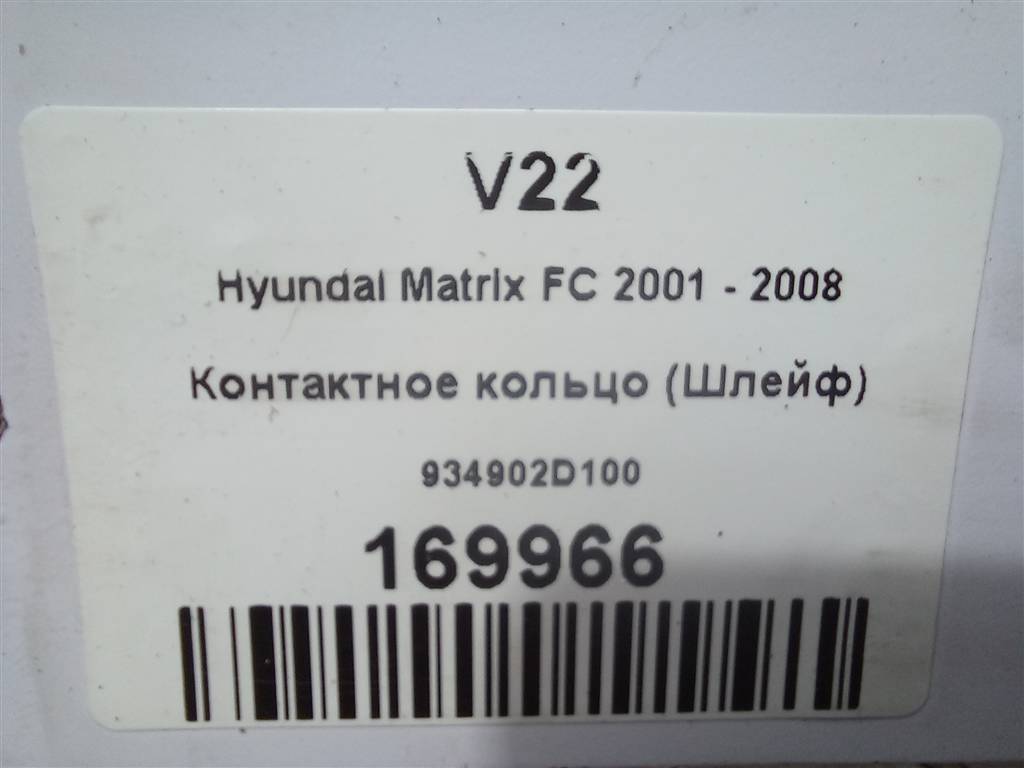 V22
Hyundai Matrix FC 2001 - 2008
Контактное кольцо (Шлейф)
934902D100
169966